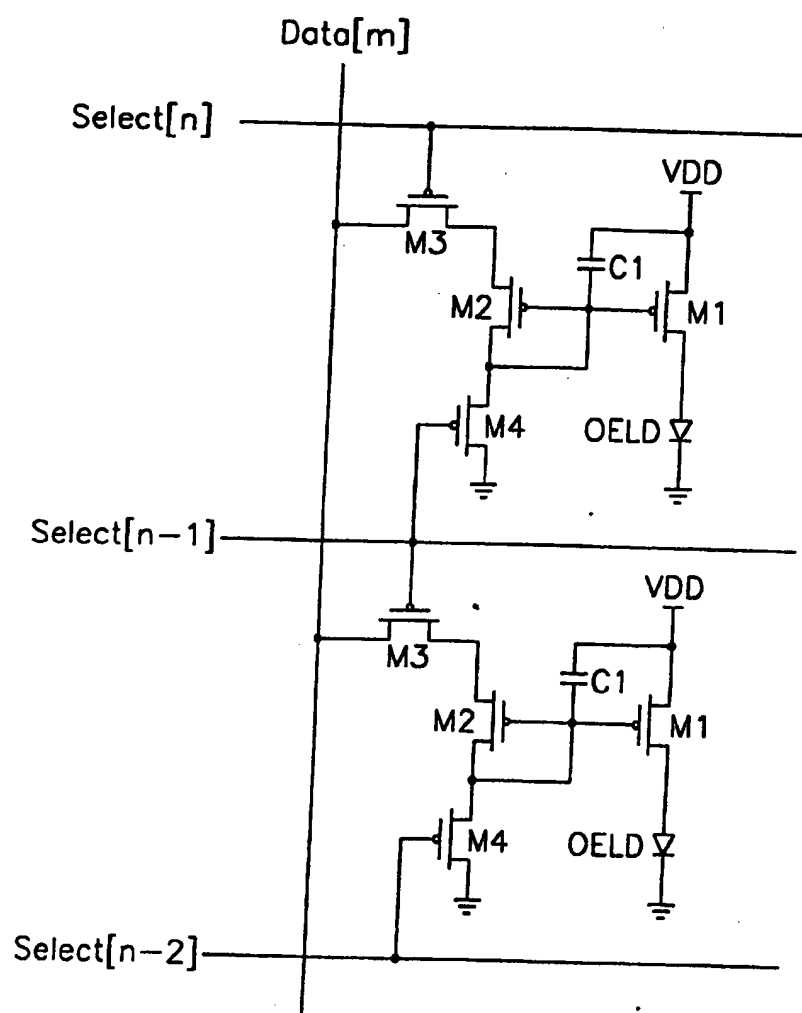 Data[m]
Select[n]
VDD
M3
C1
M2
M1
M4
OELD
Select[n-1]
VDD
M3
C1
M2
M1
M4
OELD
Select[n-2]